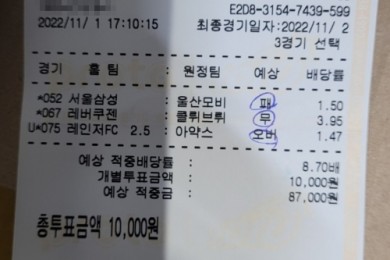 E2D8-3154-7439-599
2022/11/ 1 17:10:15
최종경기일자:2022/11/ 2
3경기 선택
경기 홈 팀 : 원정팀 예상 배당률
*052 서울삼성 : 울산모비 패 1.50
*067 레버쿠젠 : 클뤼브뤼 무 3.95
U*075 레인저FC 2.5 : 아약스 오버 1.47
예상 적중배당률 : 8.70배
개별투표금액 : 10,000원
예상 적중금 : 87,000원
총투표금액 10,000원